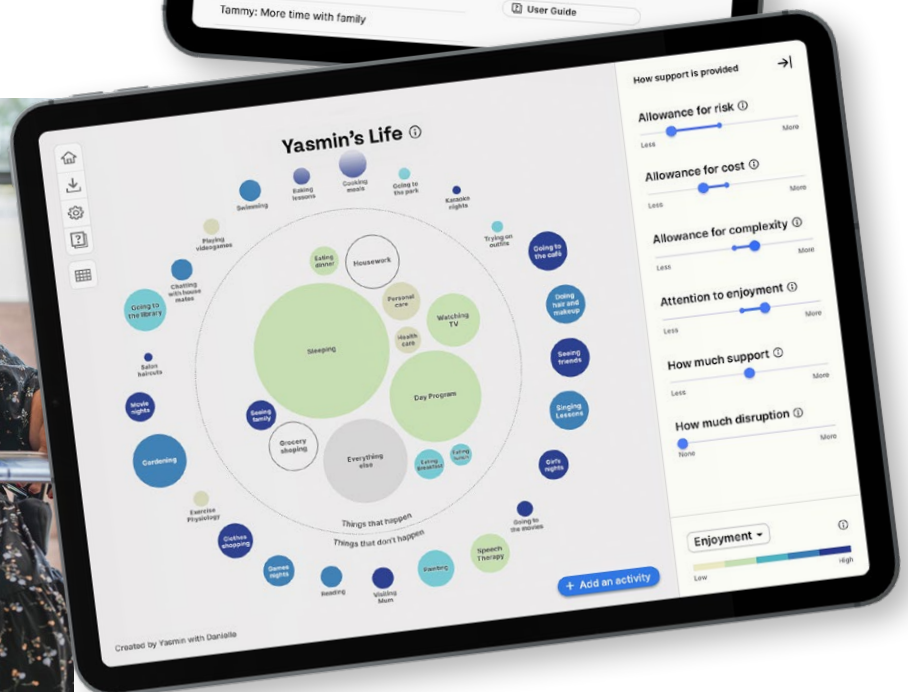 Tammy: More time with family
User Guide
Yasmin's Life
How support is provided
Allowance for risk
Less
More
Allowance for cost
Less
More
Allowance for complexity
Less
More
Attention to enjoyment
Less
More
How much support
Less
More
How much disruption
None
More
Enjoyment
Low
High
Swimming
Baking
lessons
Cooking
meals
Going to
the park
Karaoke
nights
Trying on
outfits
Going to
the café
Doing
hair and
makeup
Seeing
friends
Singing
Lessons
Girls
nights
Going to
the movies
Speech
Therapy
Painting
Visiting
Mum
Reading
Games
nights
Clothes
shopping
Exercise
Physiology
Gardening
Movie
nights
Salon
haircuts
Going to
the library
Chatting
with house
mates
Playing
videogames
Eating
dinner
Housework
Personal
care
Health
care
Watching
TV
Sleeping
Day Program
Seeing
family
Grocery
shoping
Everything
else
Eating
Breakfast
Things that happen
Things that don't happen
+ Add an activity
Created by Yasmin with Danielle